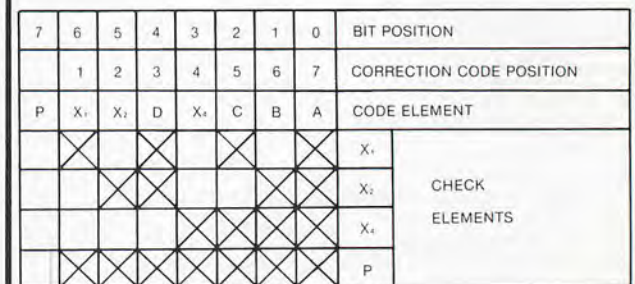 7 6 5 4 3 2 1 0 BIT POSITION
1 2 3 4 5 6 7 CORRECTION CODE POSITION
P X₁ X₂ D X₄ C B A CODE ELEMENT
X₁
X₂ CHECK
X₄ ELEMENTS
P